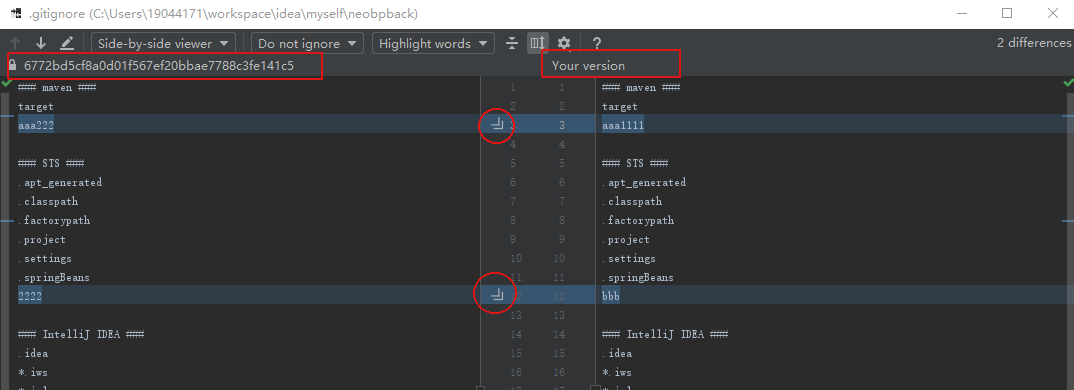 .gitignore (C:\Users\19044171\workspace\idea\myself\neobpback)
Side-by-side viewer Do not ignore Highlight words ? 2 differences
6772bd5cf8a0d01f567ef20bbae7788c3fe141c5 Your version
### maven ### 1 1 ### maven ###
target 2 2 target
aaa222 3 aaa1111
4 4
### STS ### 5 5 ### STS ###
.apt_generated 6 6 .apt_generated
.classpath 7 7 .classpath
.factorypath 8 8 .factorypath
.project 9 9 .project
.settings 10 10 .settings
.springBeans 11 11 .springBeans
2222 12 12 bbb
13 13
### IntelliJ IDEA ### 14 14 ### IntelliJ IDEA ###
.idea 15 15 .idea
*.iws 16 16 *.iws